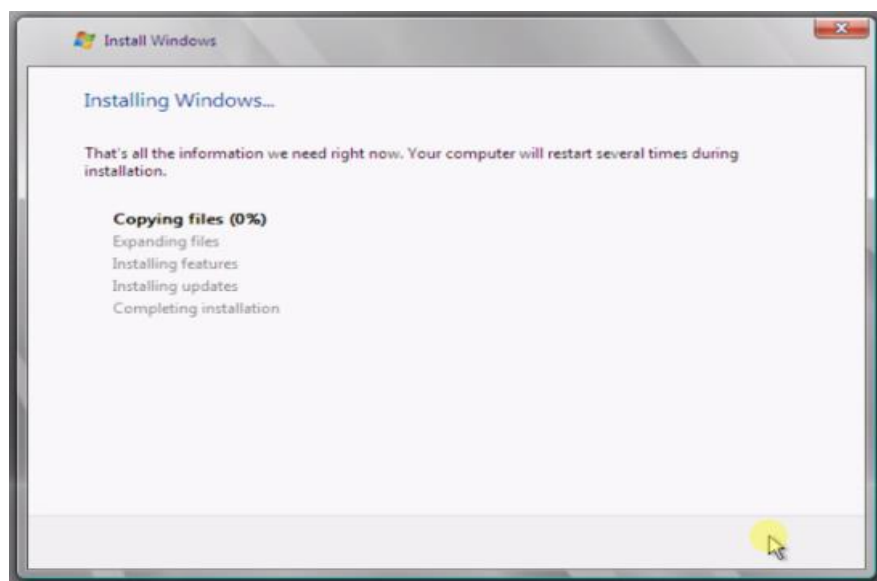 Install Windows
Installing Windows...
That's all the information we need right now. Your computer will restart several times during
installation.
Copying files (0%)
Expanding files
Installing features
Installing updates
Completing installation